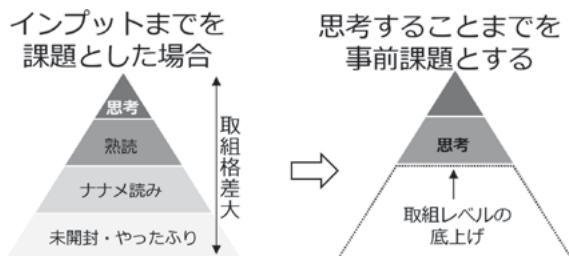 インプットまでを
課題とした場合
思考
熟読
ナナメ読み
未開封・やったふり
取組格差大
思考することまでを
事前課題とする
思考
取組レベルの
底上げ